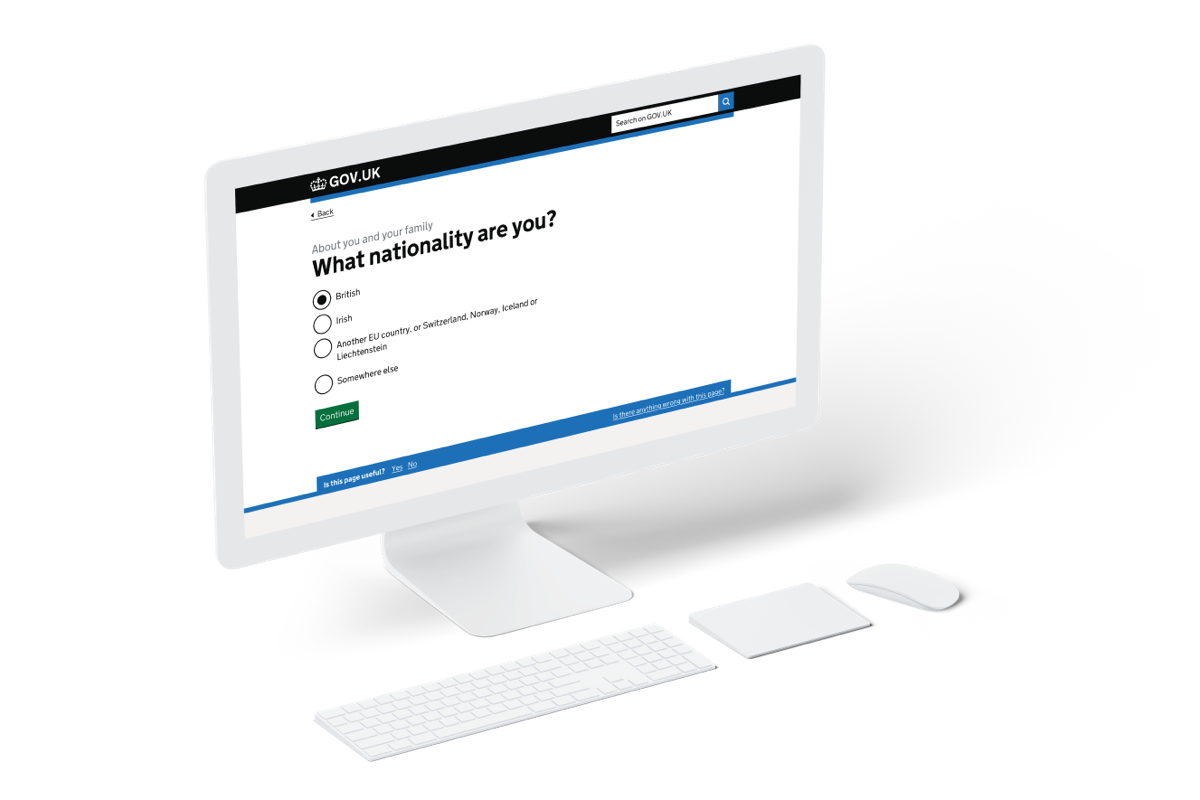 GOV.UK
Search on GOV.UK
Back
About you and your family
What nationality are you?
British
Irish
Another EU country, or Switzerland, Norway, Iceland or
Liechtenstein
Somewhere else
Continue
Is this page useful? Yes No
Is there anything wrong with this page?